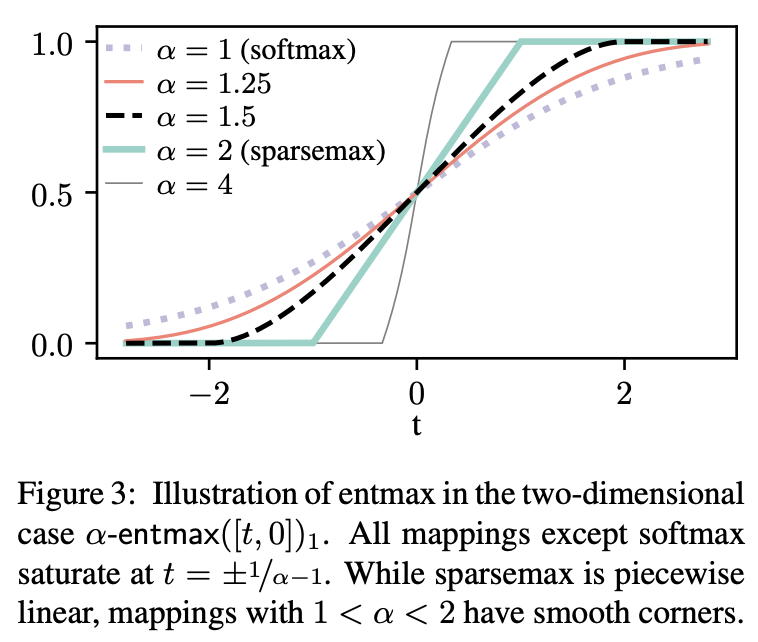 1.0
0.5
0.0
α = 1 (softmax)
α = 1.25
α = 1.5
α = 2 (sparsemax)
α = 4
−2 0 2
t
Figure 3: Illustration of entmax in the two-dimensional
case α-entmax([t, 0])₁. All mappings except softmax
saturate at t = ±1/α−1. While sparsemax is piecewise
linear, mappings with 1 < α < 2 have smooth corners.